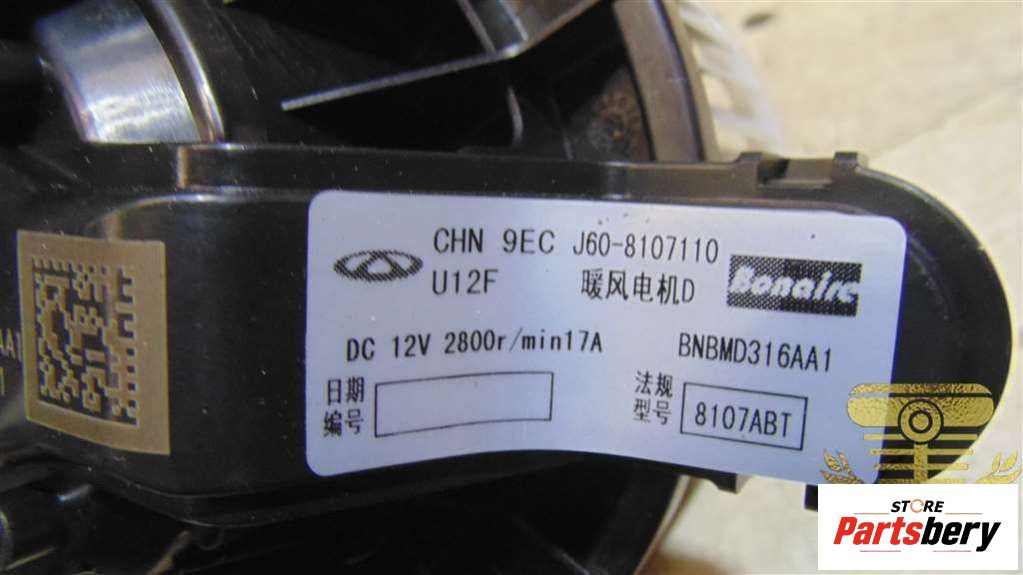 CHN 9EC J60-8107110
U12F 暖风电机D Bonaire
DC 12V 2800r/min17A BNBMD316AA1
日期
编号
法规
型号
8107ABT
AA1
STORE
Partsbery